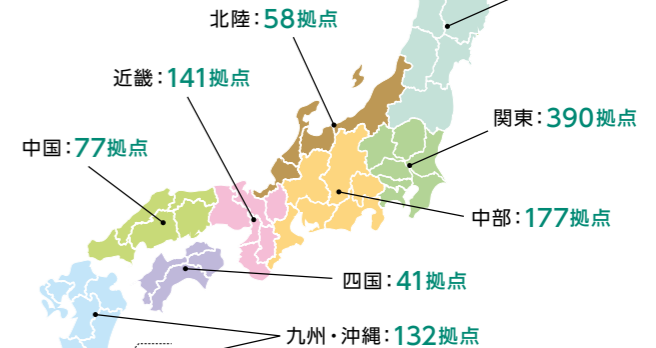 北陸：58拠点
近畿：141拠点
関東：390拠点
中国：77拠点
中部：177拠点
四国：41拠点
九州・沖縄：132拠点